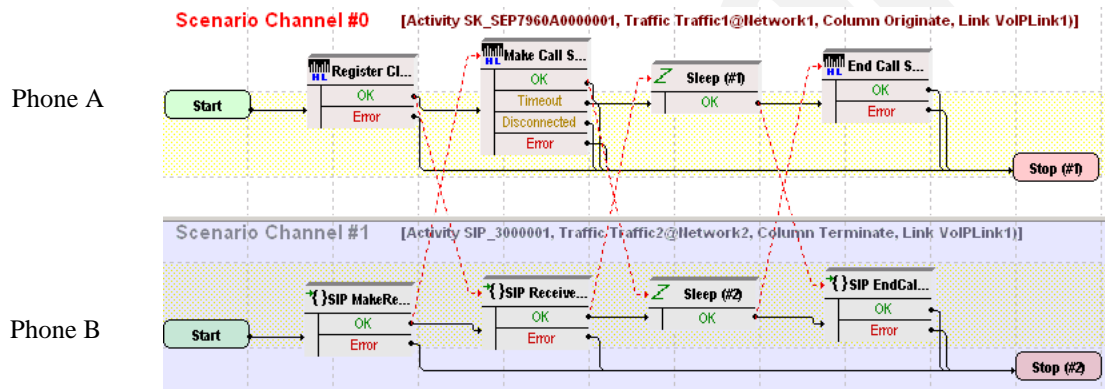 Scenario Channel #0 [Activity SK_SEP7960A0000001, Traffic Traffic1@Network1, Column Originate, Link VoIPLink1)]
Phone A
Start
HL Register Cl...
OK
Error
HL Make Call S...
OK
Timeout
Disconnected
Error
Z Sleep (#1)
OK
HL End Call S...
OK
Error
Stop (#1)
Scenario Channel #1 [Activity SIP_3000001, Traffic Traffic2@Network2, Column Terminate, Link VoIPLink1)]
Phone B
Start
{}SIP MakeRe...
OK
Error
{}SIP Receive...
OK
Error
Z Sleep (#2)
OK
{}SIP EndCal...
OK
Error
Stop (#2)